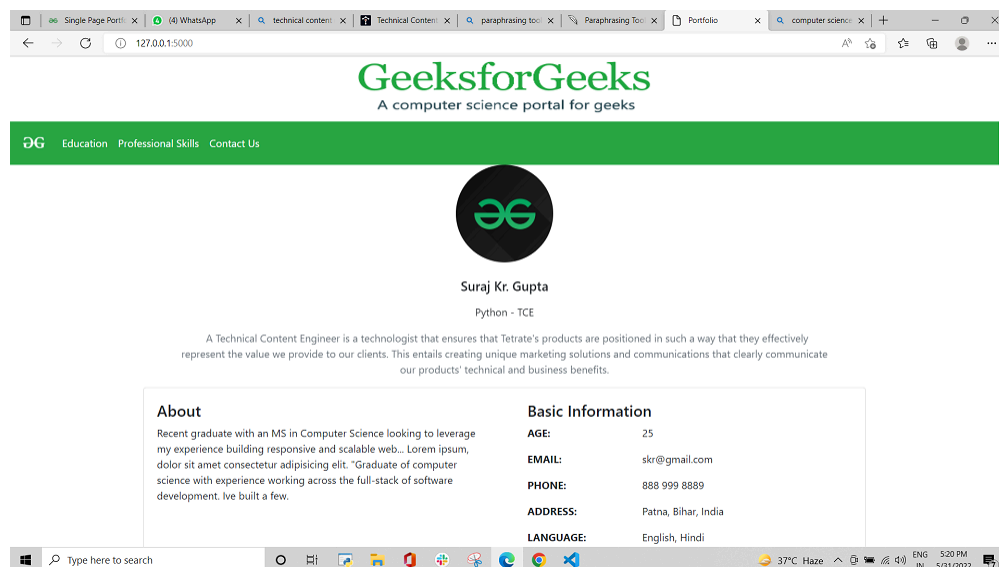 Single Page Portf
(4) WhatsApp
technical content
Technical Content
paraphrasing tool
Paraphrasing Too
Portfolio
computer science
127.0.0.1:5000
GeeksforGeeks
A computer science portal for geeks
Education Professional Skills Contact Us
Suraj Kr. Gupta
Python - TCE
A Technical Content Engineer is a technologist that ensures that Tetrate's products are positioned in such a way that they effectively
represent the value we provide to our clients. This entails creating unique marketing solutions and communications that clearly communicate
our products' technical and business benefits.
About
Recent graduate with an MS in Computer Science looking to leverage
my experience building responsive and scalable web... Lorem ipsum,
dolor sit amet consectetur adipisicing elit. "Graduate of computer
science with experience working across the full-stack of software
development. Ive built a few.
Basic Information
AGE: 25
EMAIL: skr@gmail.com
PHONE: 888 999 8889
ADDRESS: Patna, Bihar, India
LANGUAGE: English, Hindi
Type here to search
37°C Haze
ENG
IN
5:20 PM
5/31/2022